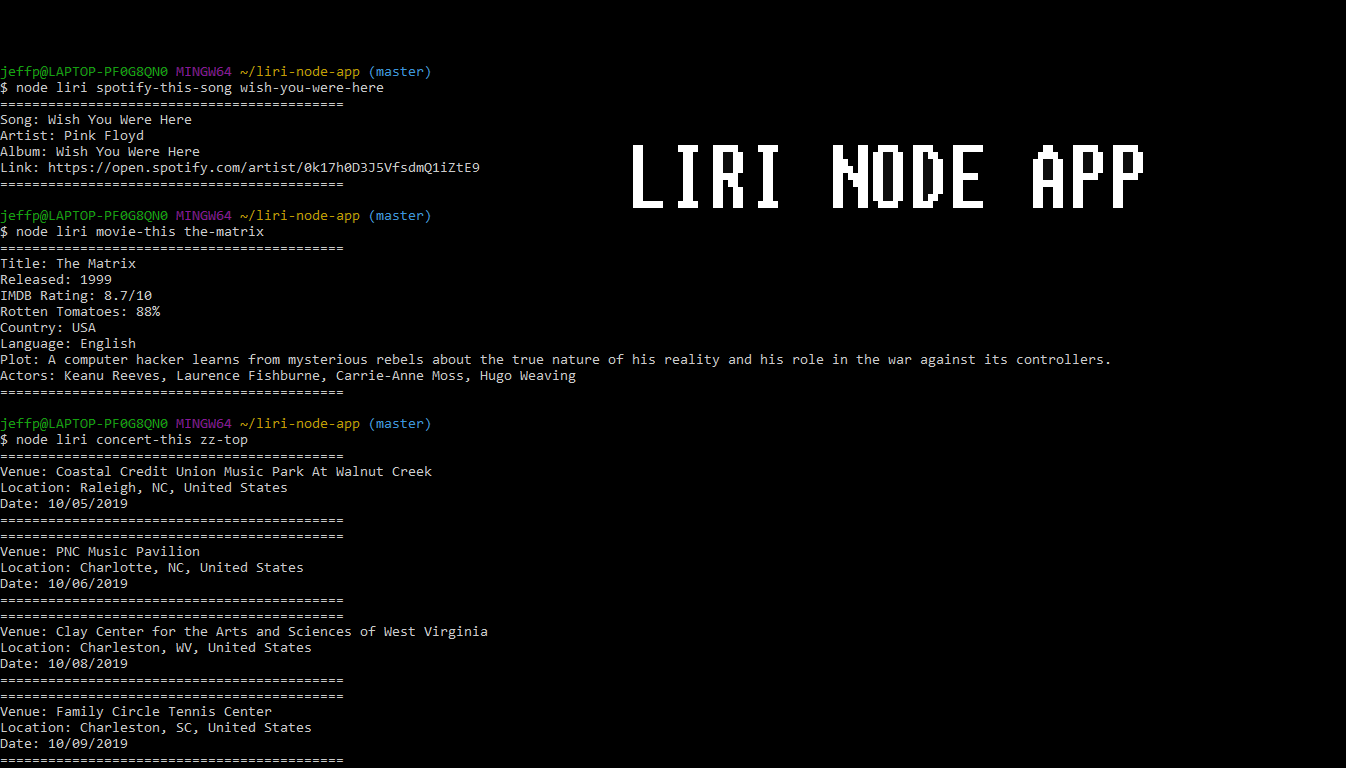 jeffp@LAPTOP-PF0G8QN0 MINGW64 ~/liri-node-app (master)
$ node liri spotify-this-song wish-you-were-here
===========================================
Song: Wish You Were Here
Artist: Pink Floyd
Album: Wish You Were Here
Link: https://open.spotify.com/artist/0k17h0D3J5VfsdmQ1iZtE9
===========================================
LIRI NODE APP
jeffp@LAPTOP-PF0G8QN0 MINGW64 ~/liri-node-app (master)
$ node liri movie-this the-matrix
===========================================
Title: The Matrix
Released: 1999
IMDB Rating: 8.7/10
Rotten Tomatoes: 88%
Country: USA
Language: English
Plot: A computer hacker learns from mysterious rebels about the true nature of his reality and his role in the war against its controllers.
Actors: Keanu Reeves, Laurence Fishburne, Carrie-Anne Moss, Hugo Weaving
===========================================
jeffp@LAPTOP-PF0G8QN0 MINGW64 ~/liri-node-app (master)
$ node liri concert-this zz-top
===========================================
Venue: Coastal Credit Union Music Park At Walnut Creek
Location: Raleigh, NC, United States
Date: 10/05/2019
===========================================
===========================================
Venue: PNC Music Pavilion
Location: Charlotte, NC, United States
Date: 10/06/2019
===========================================
===========================================
Venue: Clay Center for the Arts and Sciences of West Virginia
Location: Charleston, WV, United States
Date: 10/08/2019
===========================================
===========================================
Venue: Family Circle Tennis Center
Location: Charleston, SC, United States
Date: 10/09/2019
===========================================